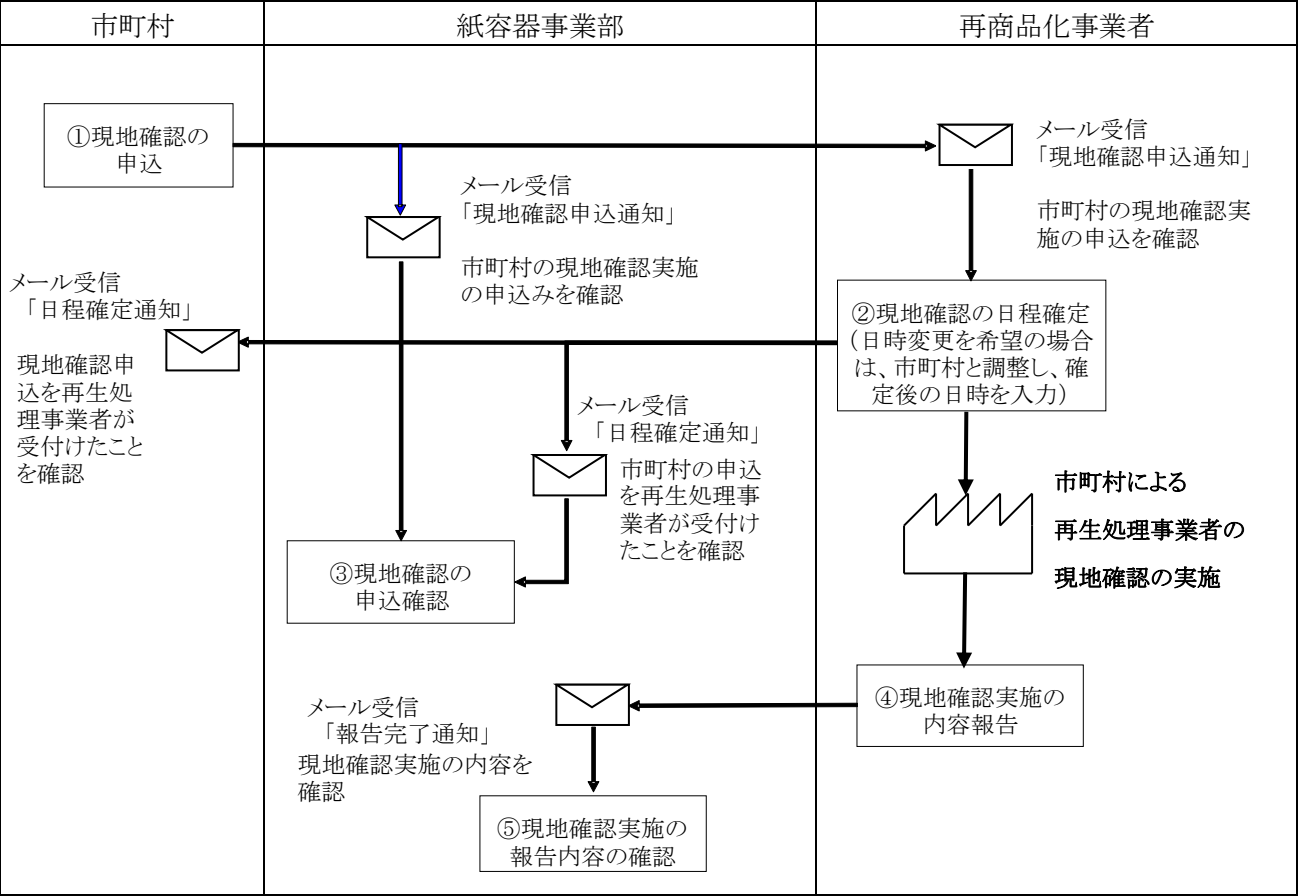 市町村
紙容器事業部
再商品化事業者
①現地確認の
申込
メール受信
「現地確認申込通知」
市町村の現地確認実
施の申込を確認
メール受信
「現地確認申込通知」
市町村の現地確認実施
の申込みを確認
メール受信
「日程確定通知」
現地確認申
込を再生処
理事業者が
受付けたこと
を確認
②現地確認の日程確定
(日時変更を希望の場合
は、市町村と調整し、確
定後の日時を入力)
メール受信
「日程確定通知」
市町村の申込
を再生処理事
業者が受付け
たことを確認
市町村による
再生処理事業者の
現地確認の実施
③現地確認の
申込確認
④現地確認実施の
内容報告
メール受信
「報告完了通知」
現地確認実施の内容を
確認
⑤現地確認実施の
報告内容の確認